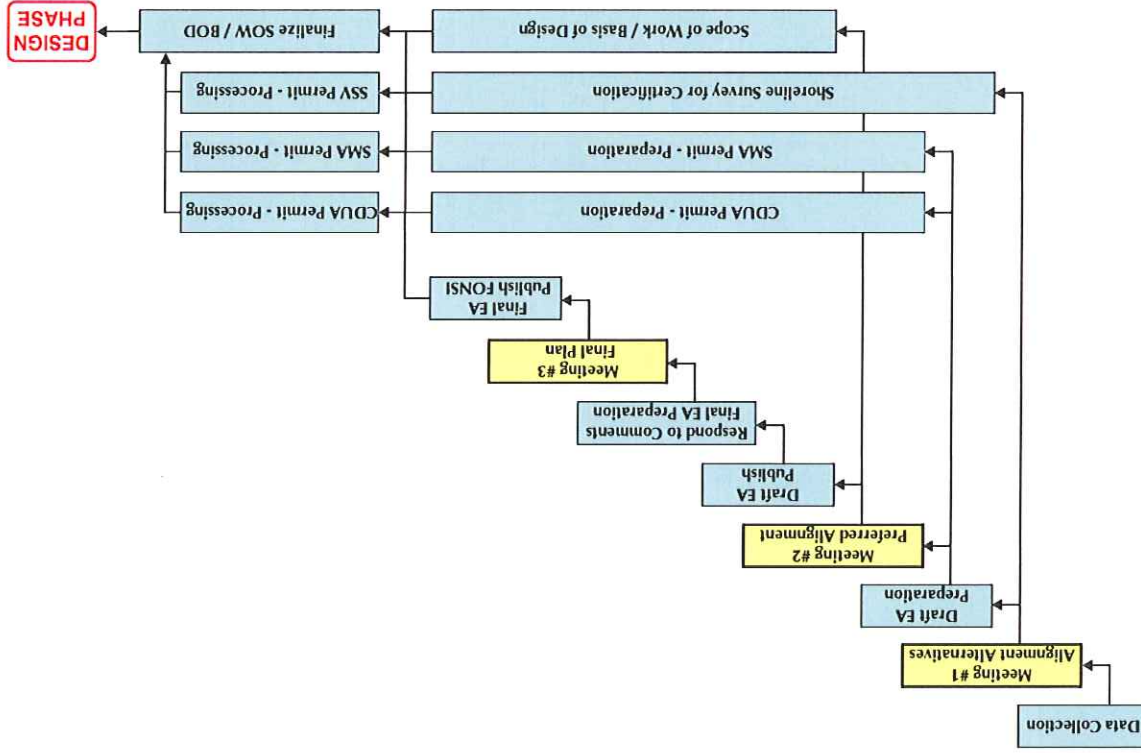 Data Collection
Meeting #1
Alignment Alternatives
Draft EA
Preparation
Meeting #2
Preferred Alignment
Draft EA
Publish
Respond to Comments
Final EA Preparation
Meeting #3
Final Plan
Final EA
Publish FONSI
CDUA Permit - Preparation
CDUA Permit - Processing
SMA Permit - Preparation
SMA Permit - Processing
Shoreline Survey for Certification
SSV Permit - Processing
Scope of Work / Basis of Design
Finalize SOW / BOD
DESIGN
PHASE